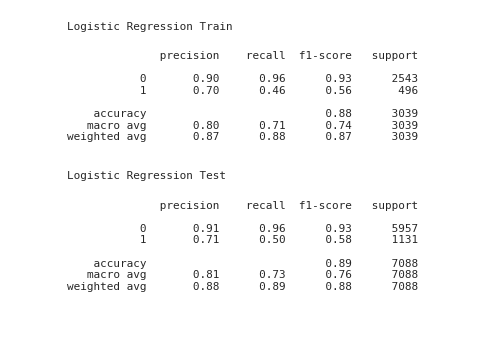 Logistic Regression Train
precision recall f1-score support
0 0.90 0.96 0.93 2543
1 0.70 0.46 0.56 496
accuracy 0.88 3039
macro avg 0.80 0.71 0.74 3039
weighted avg 0.87 0.88 0.87 3039
Logistic Regression Test
precision recall f1-score support
0 0.91 0.96 0.93 5957
1 0.71 0.50 0.58 1131
accuracy 0.89 7088
macro avg 0.81 0.73 0.76 7088
weighted avg 0.88 0.89 0.88 7088